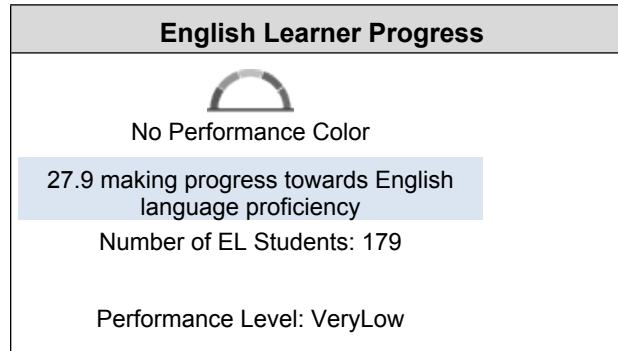 English Learner Progress
No Performance Color
27.9 making progress towards English
language proficiency
Number of EL Students: 179
Performance Level: VeryLow